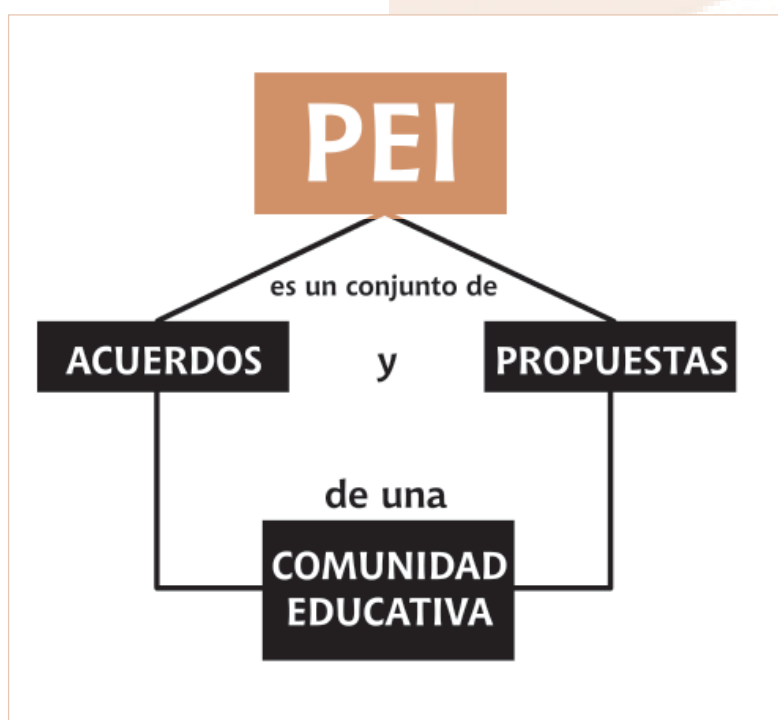 PEI
es un conjunto de
ACUERDOS
y
PROPUESTAS
de una
COMUNIDAD
EDUCATIVA